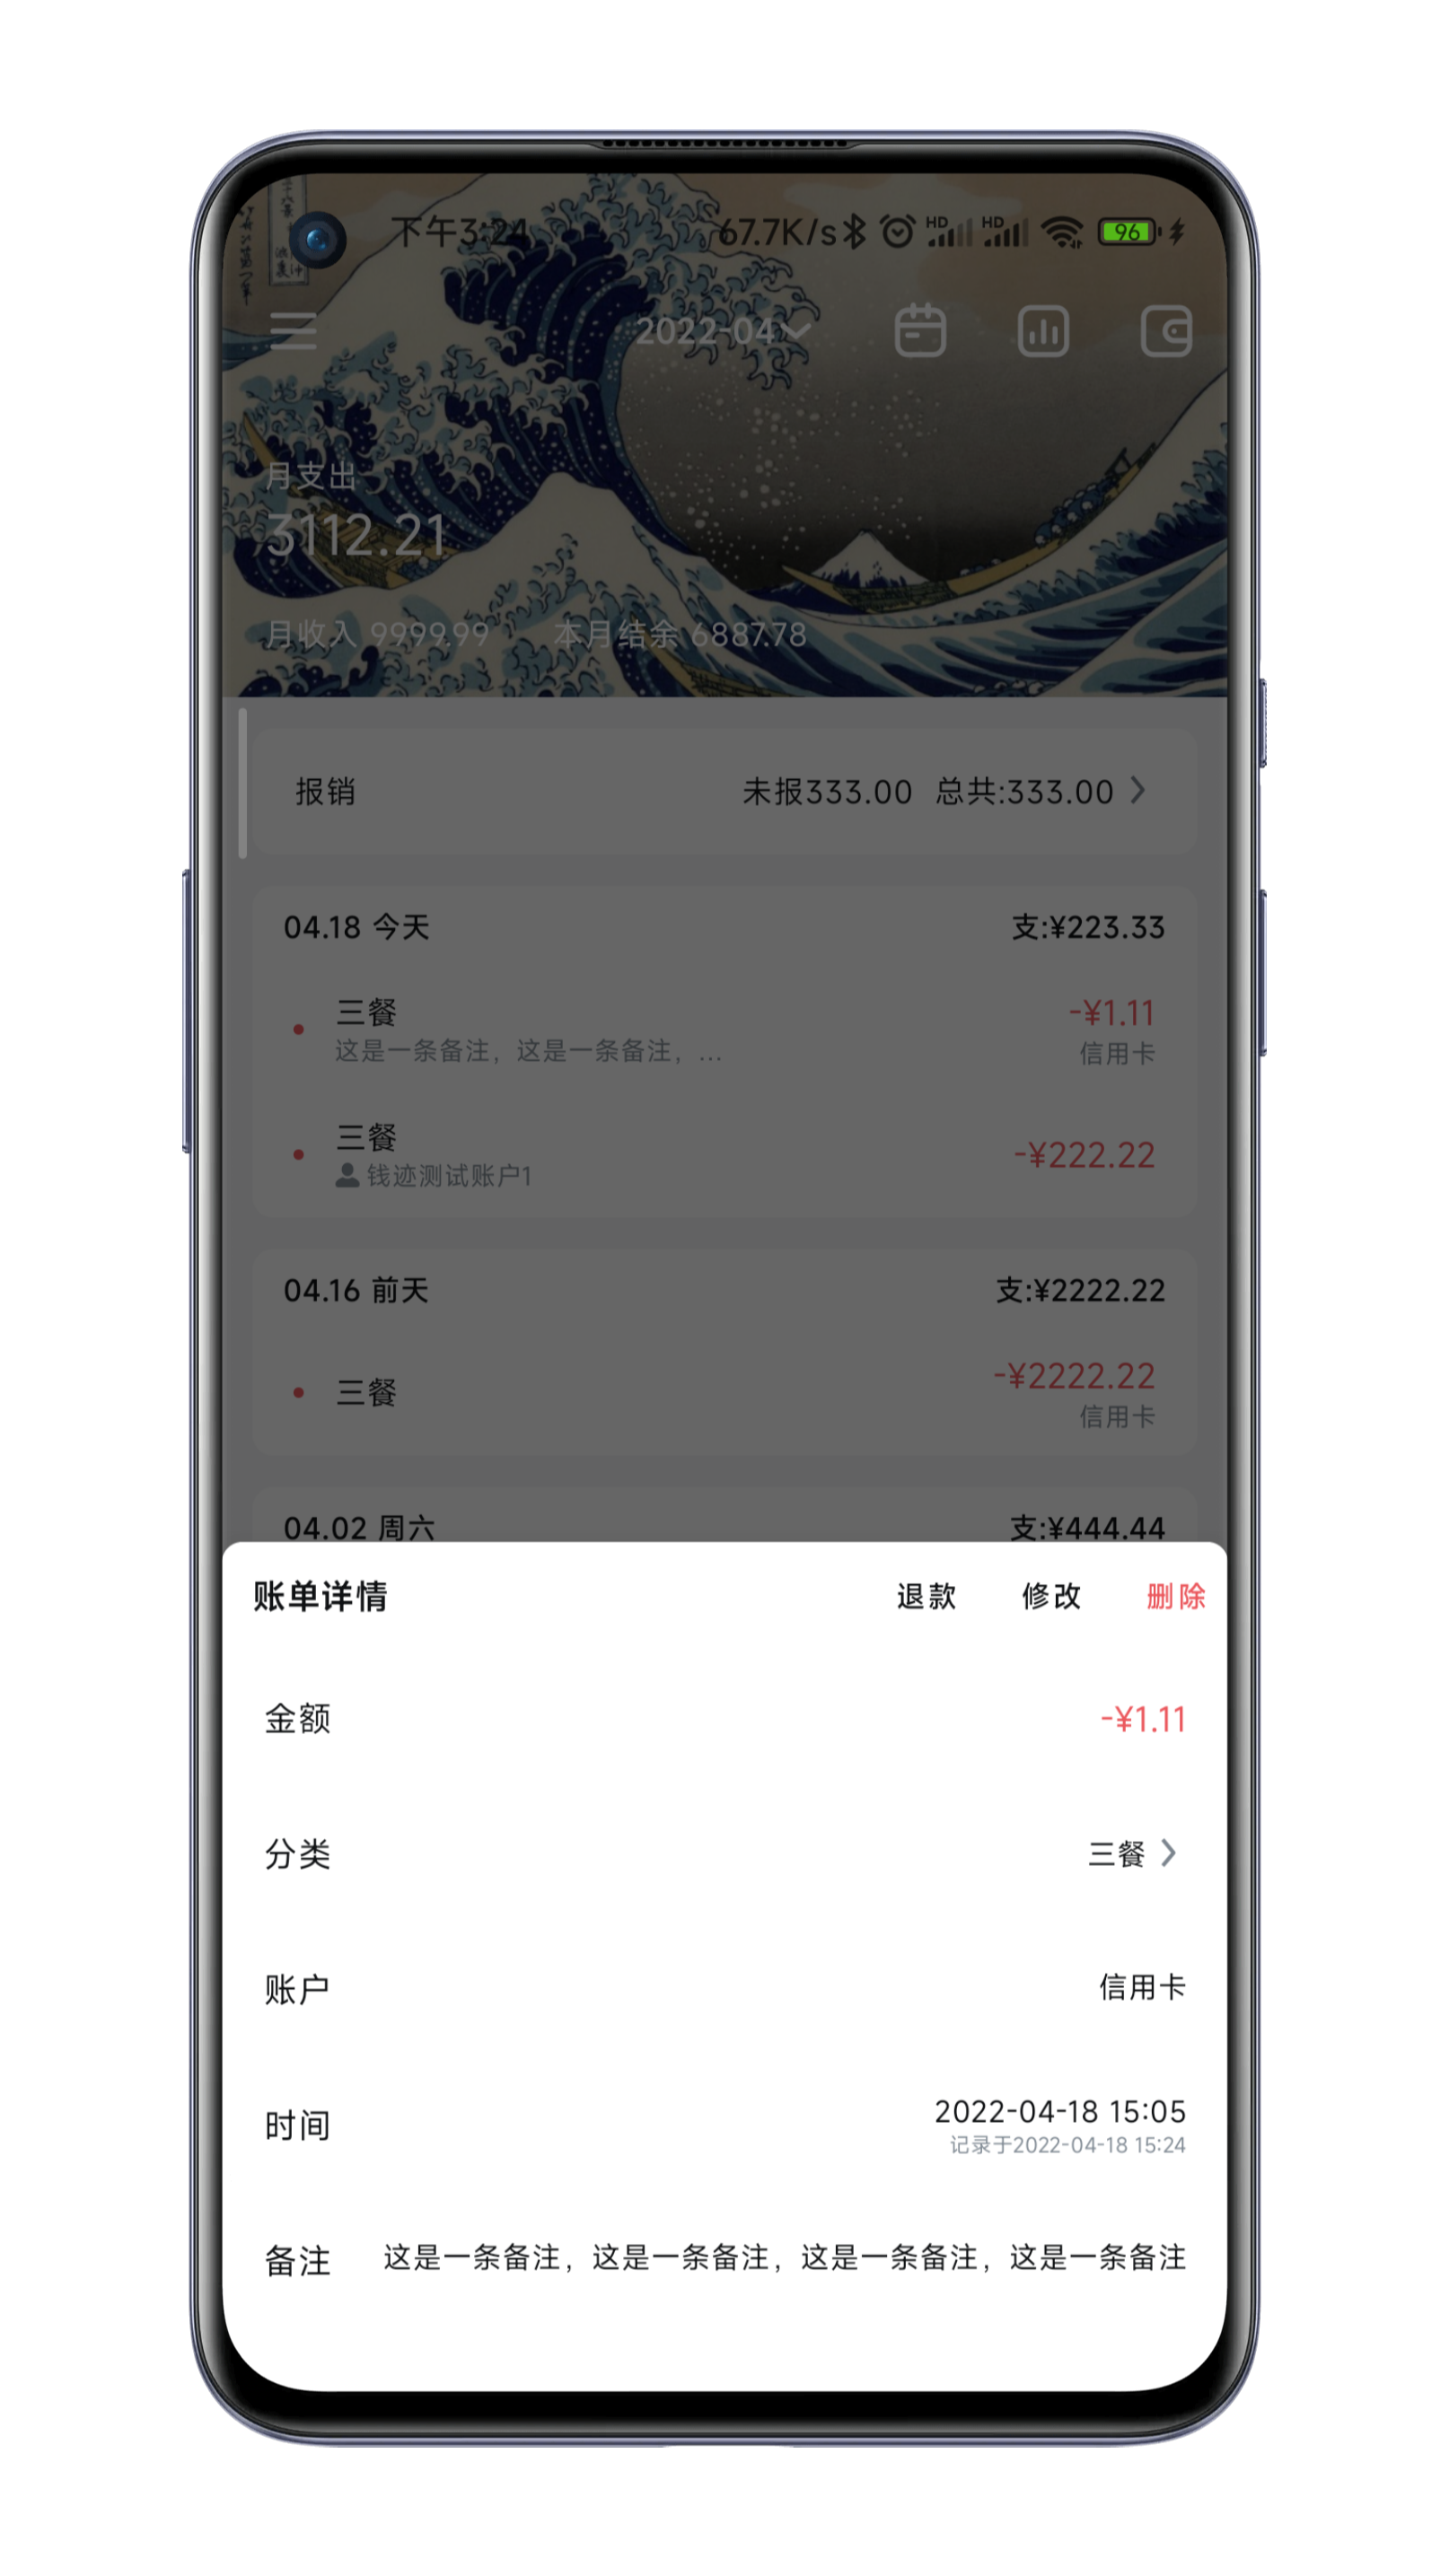 下午3:24 67.7K/s HD HD 96
2022-04
月支出
3112.21
月收入 9999.99 本月结余 6887.78
报销 未报333.00 总共:333.00
04.18 今天 支:¥223.33
三餐 -¥1.11
这是一条备注，这是一条备注，... 信用卡
三餐 -¥222.22
钱迹测试账户1
04.16 前天 支:¥2222.22
三餐 -¥2222.22
信用卡
04.02 周六 支:¥444.44
账单详情 退款 修改 删除
金额 -¥1.11
分类 三餐
账户 信用卡
时间 2022-04-18 15:05
记录于2022-04-18 15:24
备注 这是一条备注，这是一条备注，这是一条备注，这是一条备注